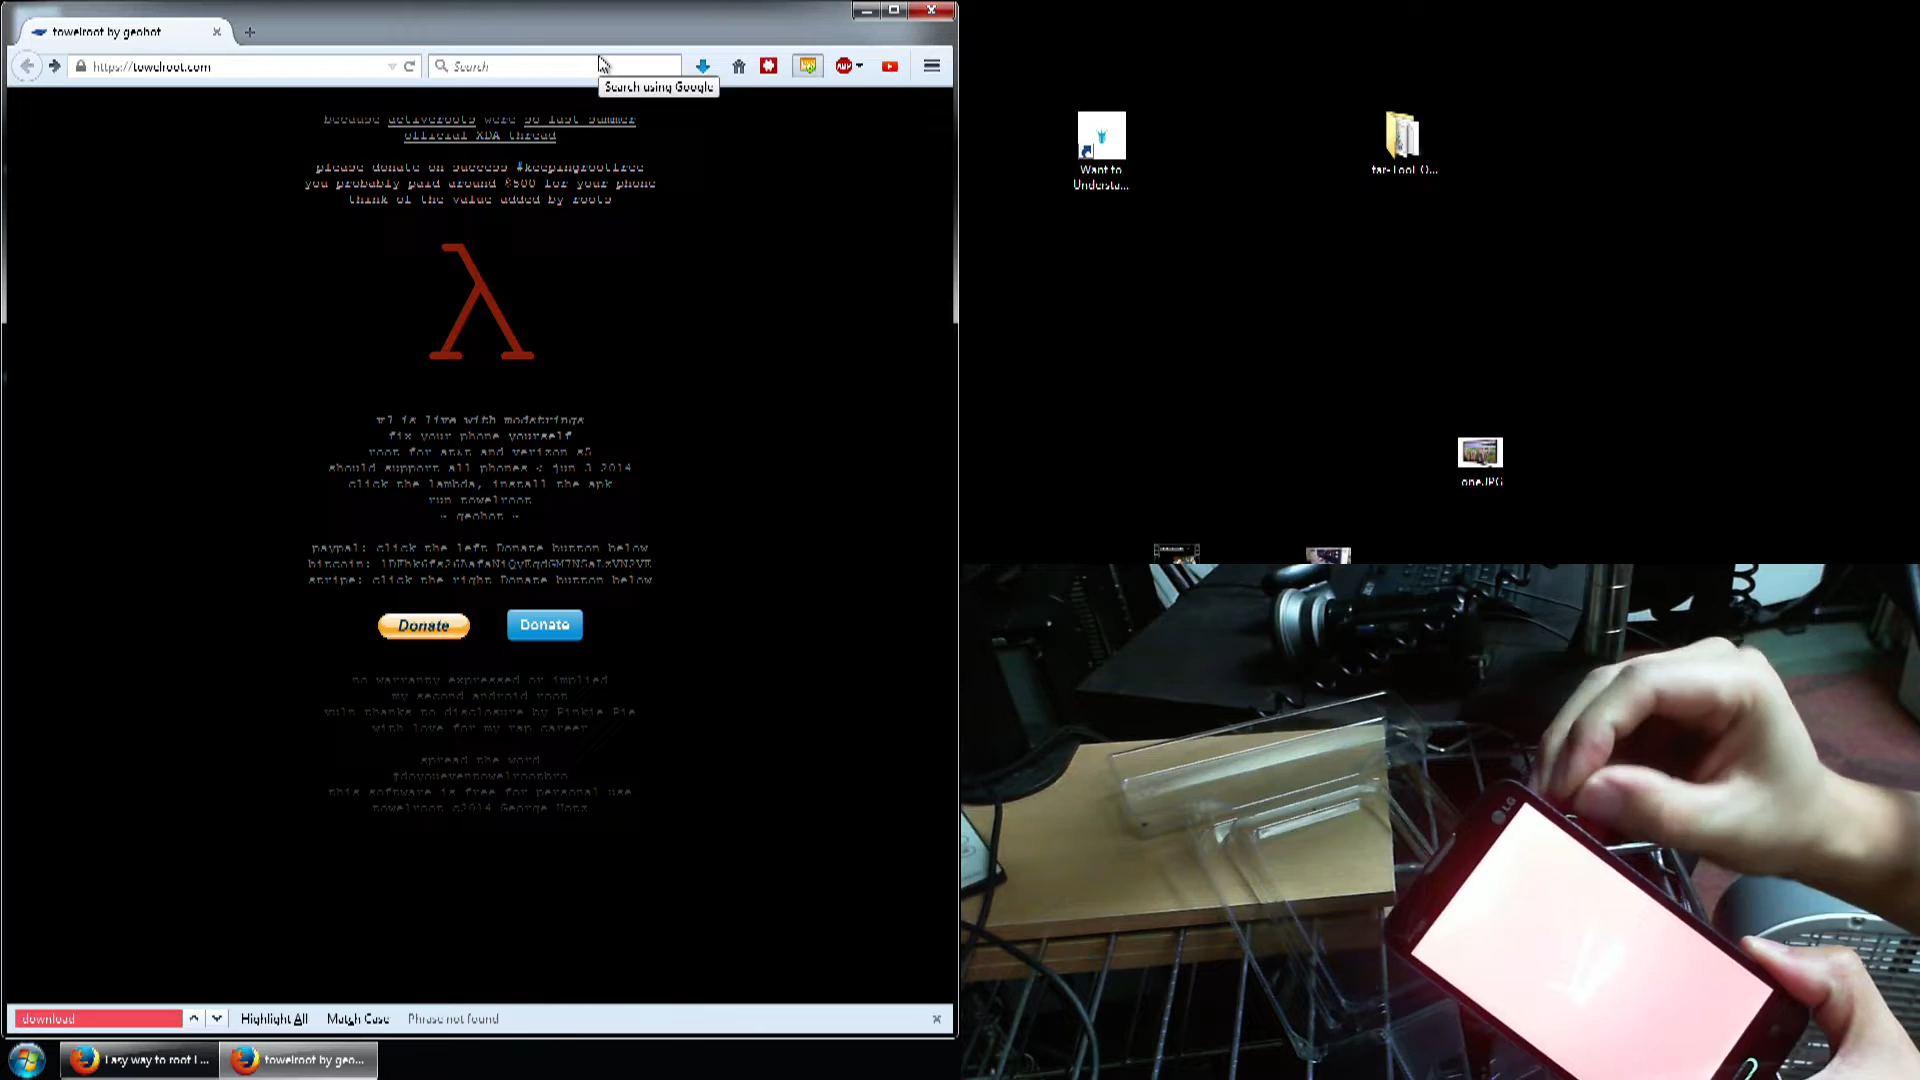 towelroot by geohot
https://towelroot.com
Search
Search using Google
because activeroots were so last summer
official XDA thread
please donate on success #keepingrootfree
you probably paid around $500 for your phone
think of the value added by roots
v1 is live with modstrings
fix your phone yourself
root for at&t and verizon s5
should support all phones < jun 3 2014
click the lambda, install the apk
run towelroot
~ geohot ~
paypal: click the left Donate button below
bitcoin:
stripe: click the right Donate button below
Donate
Donate
no warranty expressed or implied
my second android root
vuln thanks to disclosure by Pinkie Pie
with love for my rap career
spread the word
#doyoueventowelrootbro
this software is free for personal use
towelroot c2014 George Hotz
download
Highlight All
Match Case
Phrase not found
Easy way to root l...
towelroot by geo...
Want to
Understa...
tar-Tool_O...
one.JPG
LG